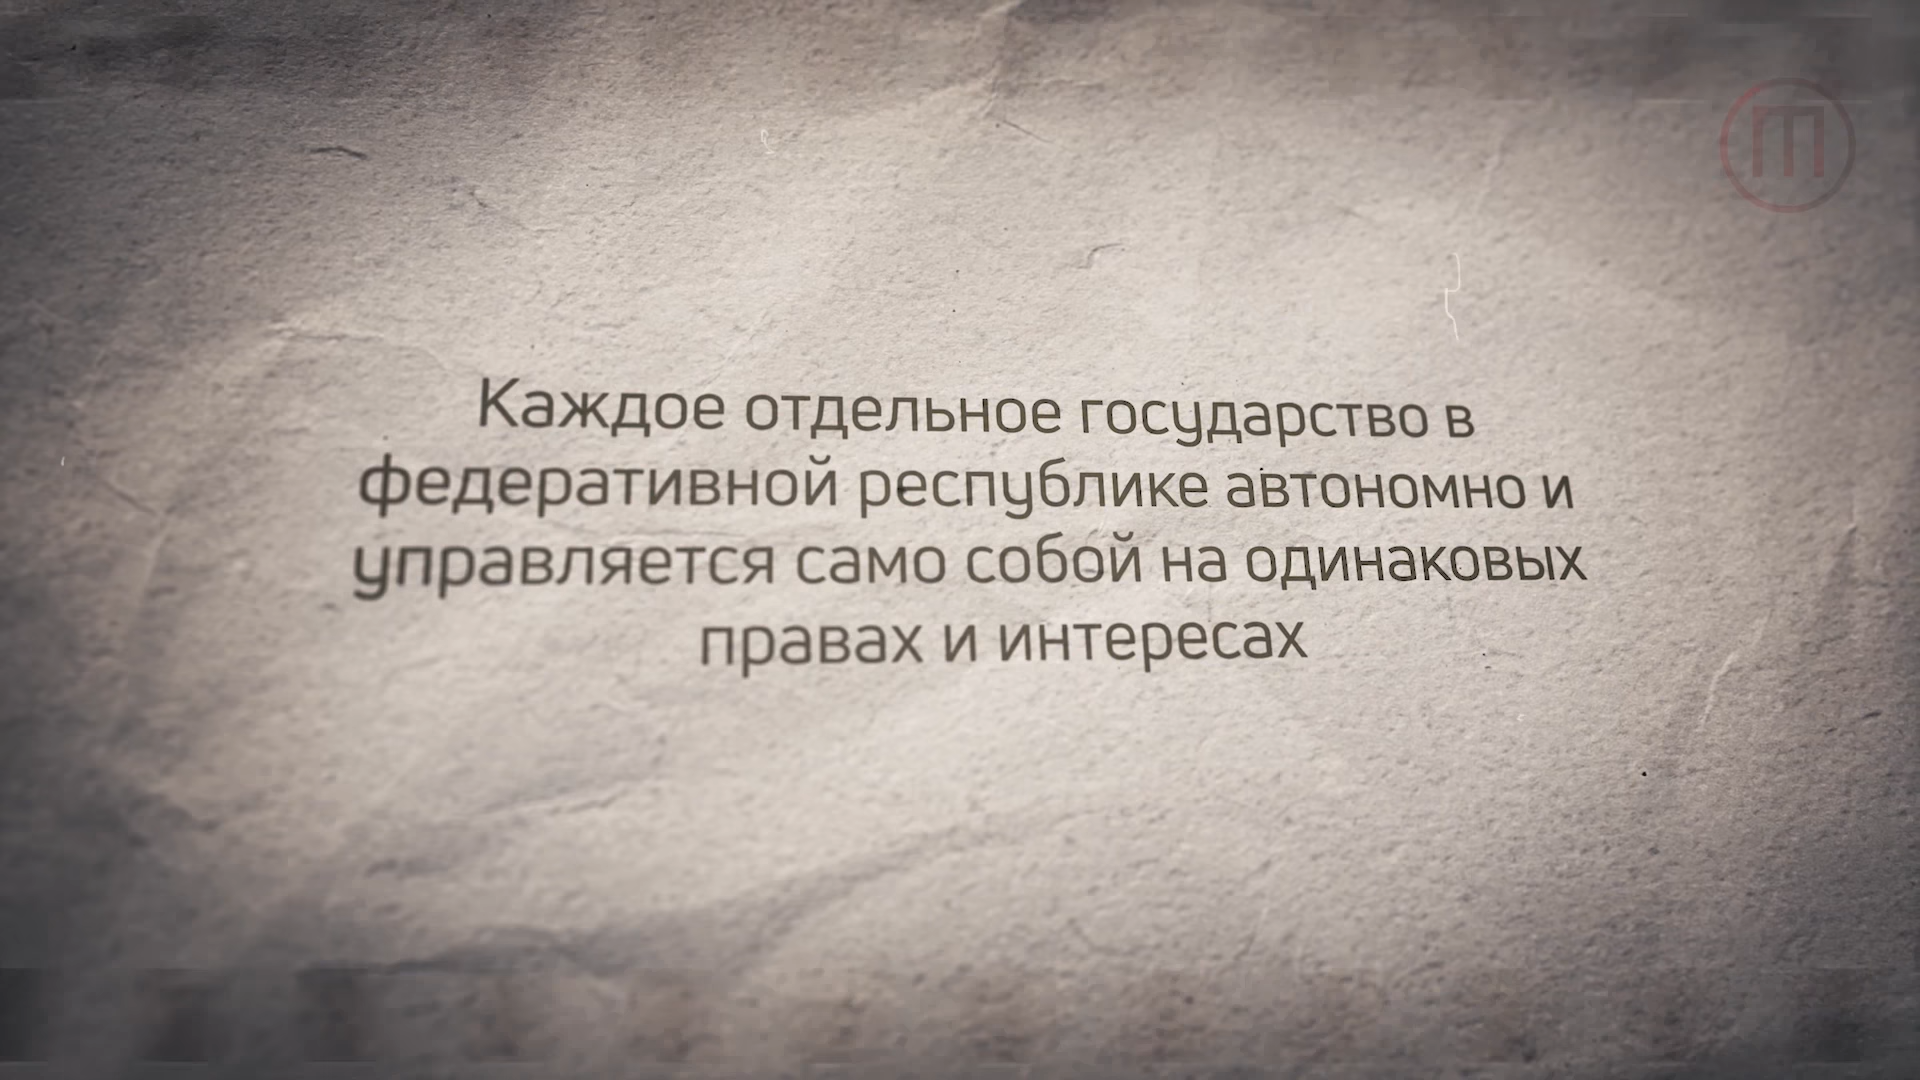 Каждое отдельное государство в
федеративной республике автономно и
управляется само собой на одинаковых
правах и интересах